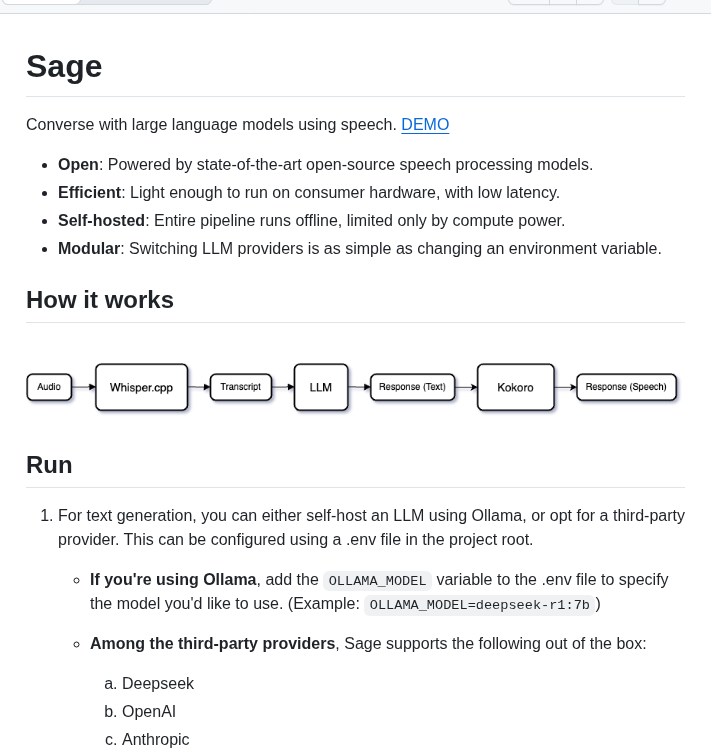 Sage
Converse with large language models using speech. DEMO
• Open: Powered by state-of-the-art open-source speech processing models.
• Efficient: Light enough to run on consumer hardware, with low latency.
• Self-hosted: Entire pipeline runs offline, limited only by compute power.
• Modular: Switching LLM providers is as simple as changing an environment variable.
How it works
Audio
Whisper.cpp
Transcript
LLM
Response (Text)
Kokoro
Response (Speech)
Run
1. For text generation, you can either self-host an LLM using Ollama, or opt for a third-party
provider. This can be configured using a .env file in the project root.
◦ If you're using Ollama, add the OLLAMA_MODEL variable to the .env file to specify
the model you'd like to use. (Example: OLLAMA_MODEL=deepseek-r1:7b)
◦ Among the third-party providers, Sage supports the following out of the box:
a. Deepseek
b. OpenAI
c. Anthropic